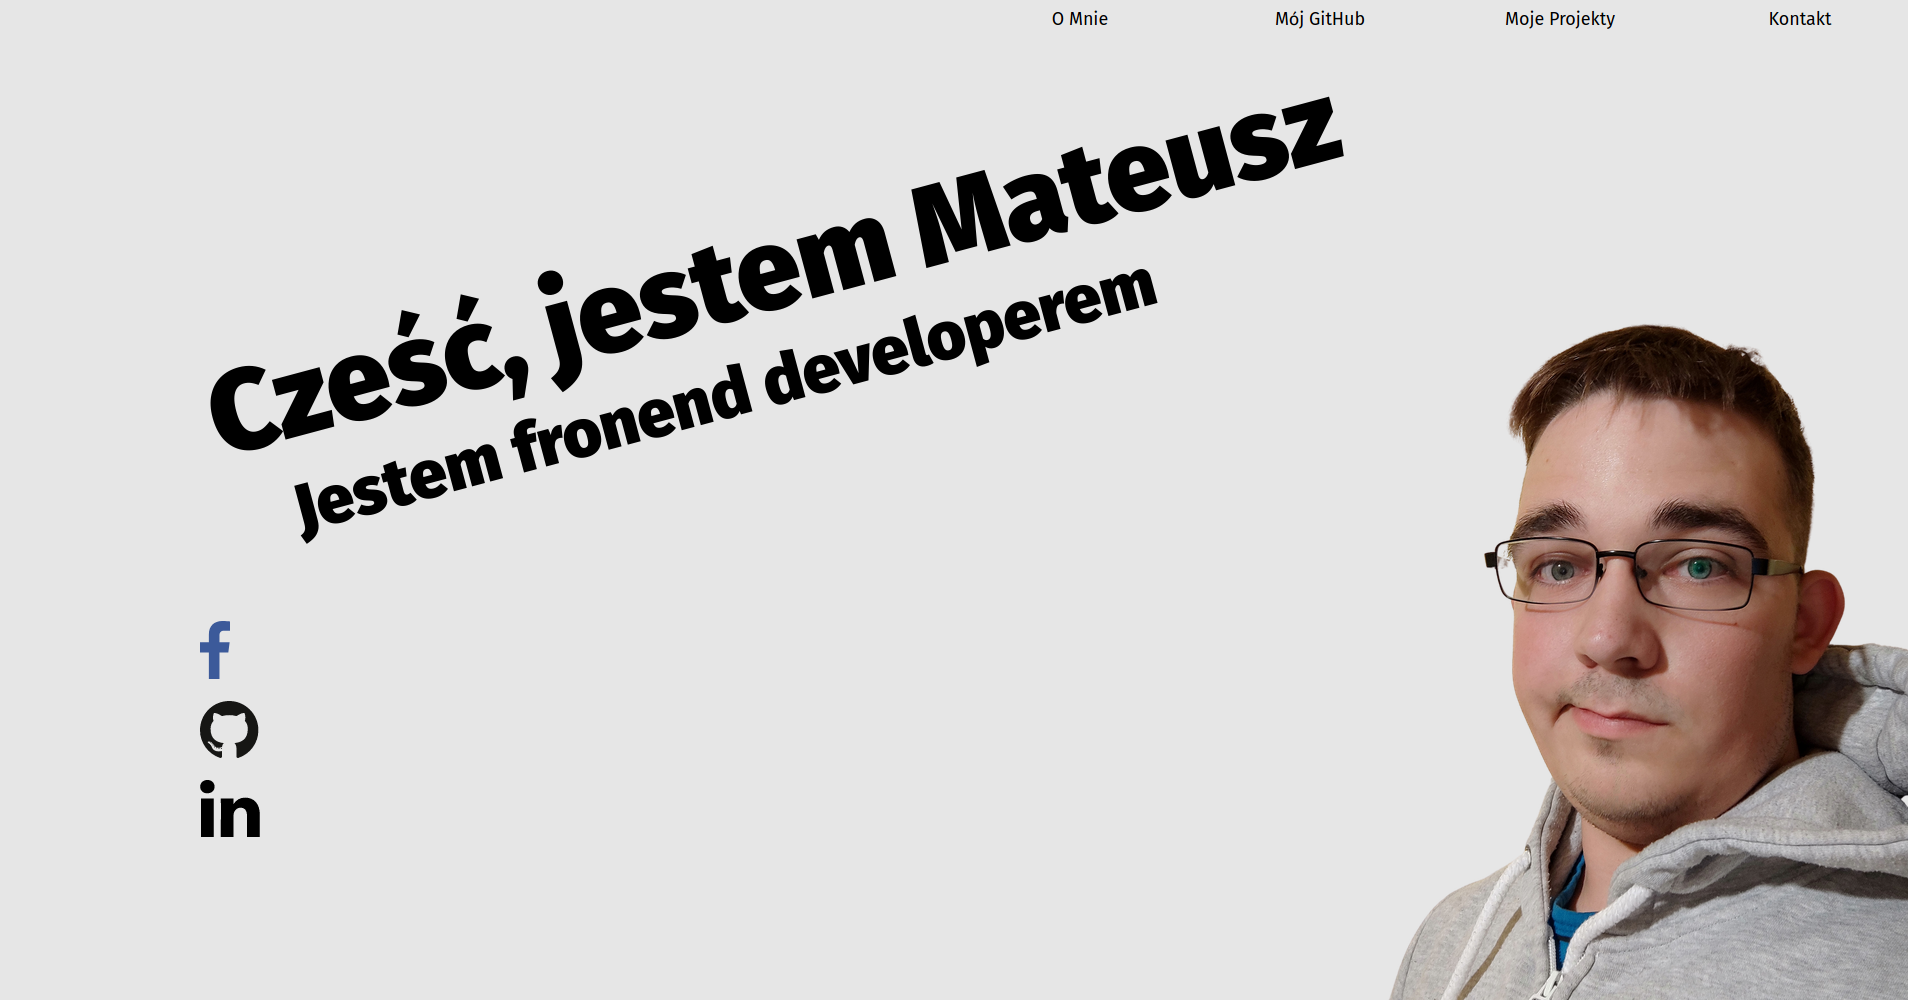 O Mnie
Mój GitHub
Moje Projekty
Kontakt
Cześć, jestem Mateusz
Jestem fronend developerem
f
in